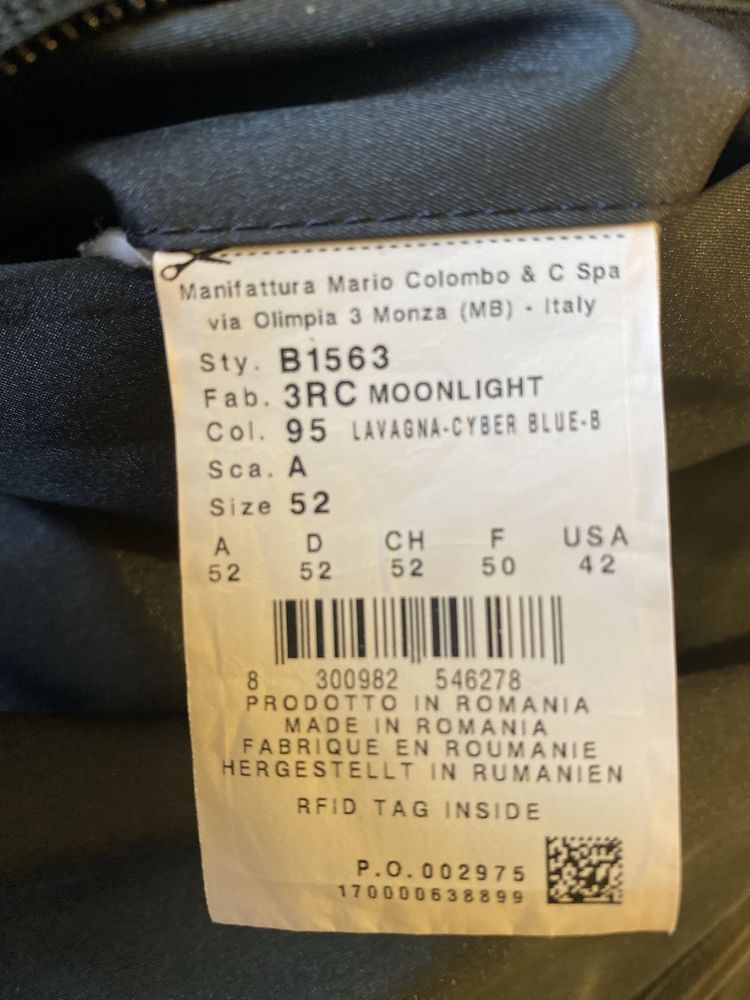 Manifattura Mario Colombo & C Spa
via Olimpia 3 Monza (MB) - Italy
Sty. B1563
Fab. 3RC MOONLIGHT
Col. 95 LAVAGNA-CYBER BLUE-B
Sca. A
Size 52
A D CH F USA
52 52 52 50 42
8 300982 546278
PRODOTTO IN ROMANIA
MADE IN ROMANIA
FABRIQUE EN ROUMANIE
HERGESTELLT IN RUMANIEN
RFID TAG INSIDE
P.O. 002975
170000638899